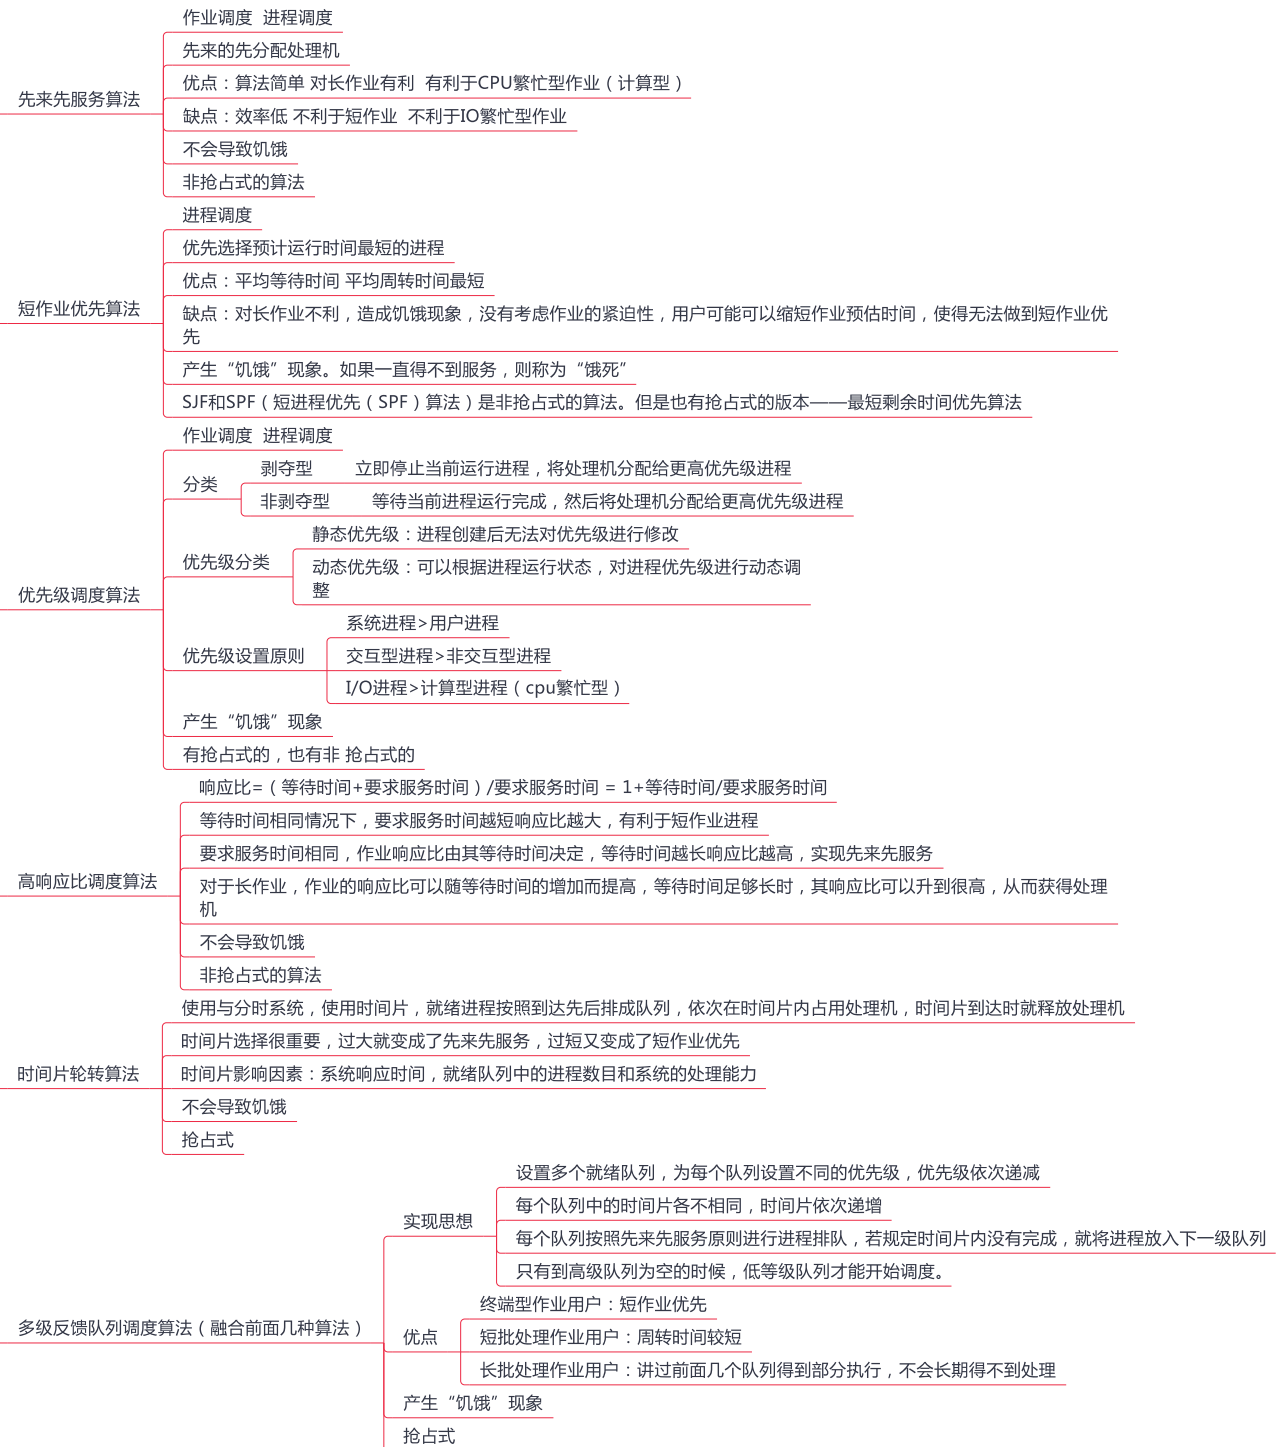 先来先服务算法
作业调度 进程调度
先来的先分配处理机
优点：算法简单 对长作业有利 有利于CPU繁忙型作业（计算型）
缺点：效率低 不利于短作业 不利于IO繁忙型作业
不会导致饥饿
非抢占式的算法
短作业优先算法
进程调度
优先选择预计运行时间最短的进程
优点：平均等待时间 平均周转时间最短
缺点：对长作业不利，造成饥饿现象，没有考虑作业的紧迫性，用户可能可以缩短作业预估时间，使得无法做到短作业优
先
产生“饥饿”现象。如果一直得不到服务，则称为“饿死”
SJF和SPF（短进程优先（SPF）算法）是非抢占式的算法。但是也有抢占式的版本——最短剩余时间优先算法
优先级调度算法
作业调度 进程调度
分类
剥夺型 立即停止当前运行进程，将处理机分配给更高优先级进程
非剥夺型 等待当前进程运行完成，然后将处理机分配给更高优先级进程
优先级分类
静态优先级：进程创建后无法对优先级进行修改
动态优先级：可以根据进程运行状态，对进程优先级进行动态调
整
优先级设置原则
系统进程>用户进程
交互型进程>非交互型进程
I/O进程>计算型进程（cpu繁忙型）
产生“饥饿”现象
有抢占式的，也有非 抢占式的
高响应比调度算法
响应比=（等待时间+要求服务时间）/要求服务时间 = 1+等待时间/要求服务时间
等待时间相同情况下，要求服务时间越短响应比越大，有利于短作业进程
要求服务时间相同，作业响应比由其等待时间决定，等待时间越长响应比越高，实现先来先服务
对于长作业，作业的响应比可以随等待时间的增加而提高，等待时间足够长时，其响应比可以升到很高，从而获得处理
机
不会导致饥饿
非抢占式的算法
时间片轮转算法
使用与分时系统，使用时间片，就绪进程按照到达先后排成队列，依次在时间片内占用处理机，时间片到达时就释放处理机
时间片选择很重要，过大就变成了先来先服务，过短又变成了短作业优先
时间片影响因素：系统响应时间，就绪队列中的进程数目和系统的处理能力
不会导致饥饿
抢占式
多级反馈队列调度算法（融合前面几种算法）
实现思想
设置多个就绪队列，为每个队列设置不同的优先级，优先级依次递减
每个队列中的时间片各不相同，时间片依次递增
每个队列按照先来先服务原则进行进程排队，若规定时间片内没有完成，就将进程放入下一级队列
只有到高级队列为空的时候，低等级队列才能开始调度。
优点
终端型作业用户：短作业优先
短批处理作业用户：周转时间较短
长批处理作业用户：讲过前面几个队列得到部分执行，不会长期得不到处理
产生“饥饿”现象
抢占式